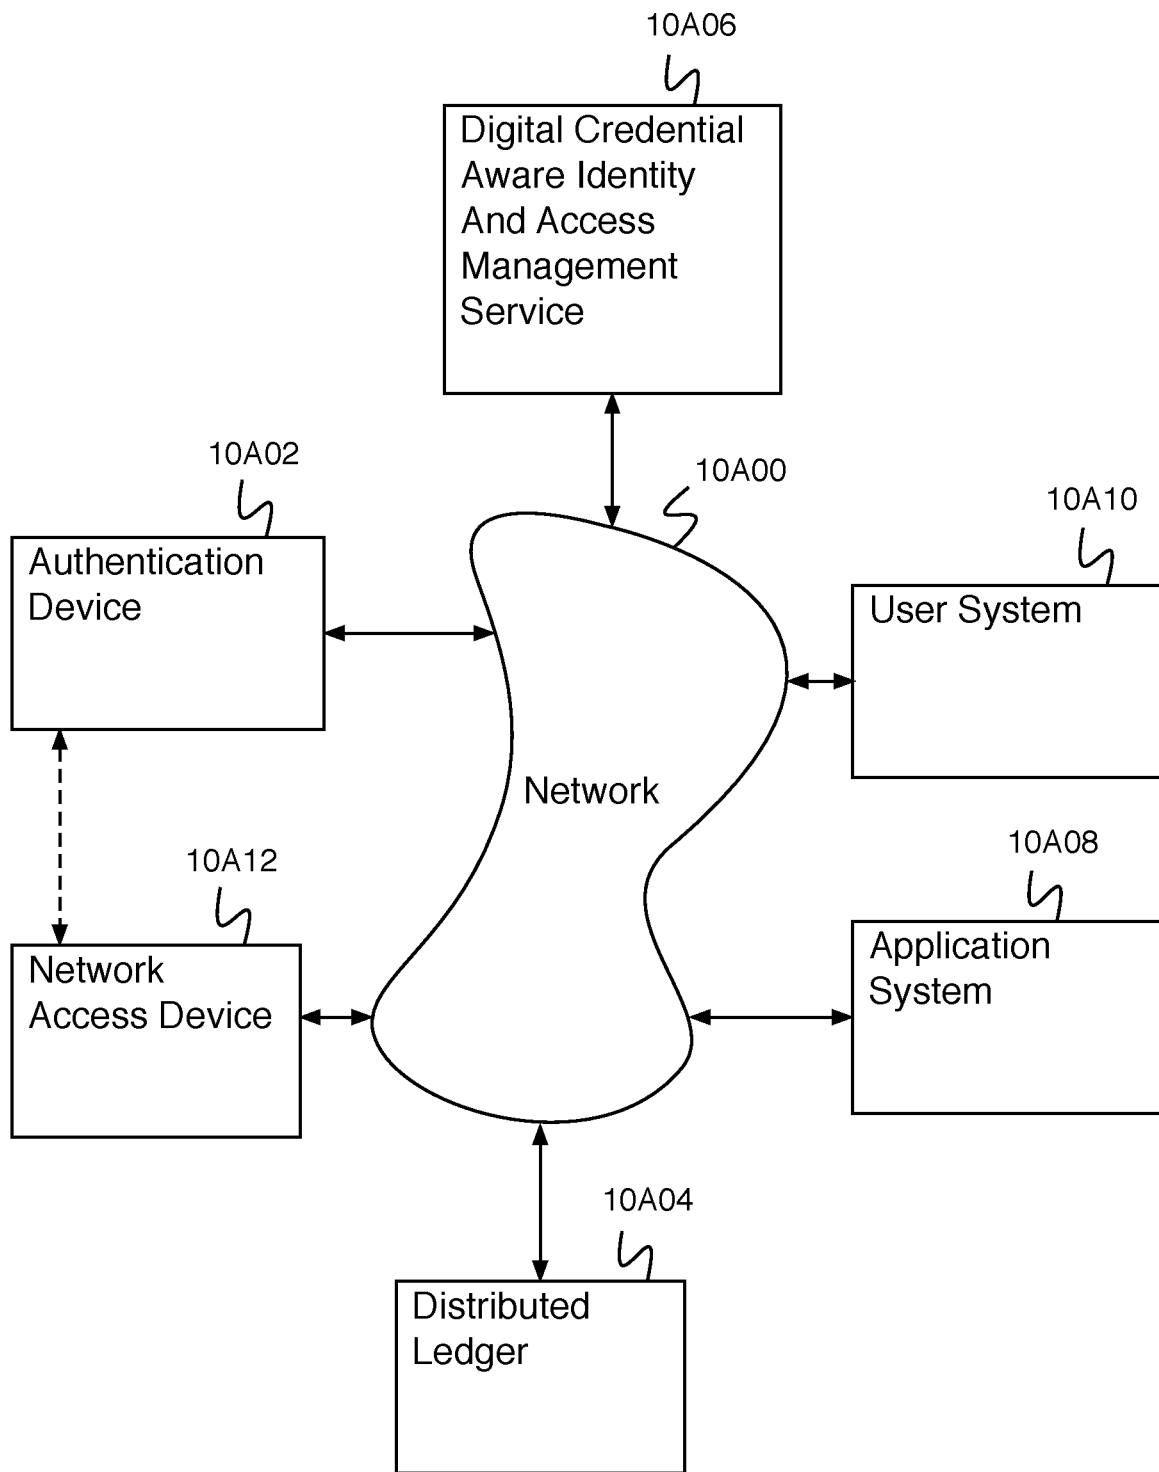 10A06
Digital Credential
Aware Identity
And Access
Management
Service
10A02
10A00
10A10
Authentication
Device
User System
Network
10A12
10A08
Network
Access Device
Application
System
10A04
Distributed
Ledger